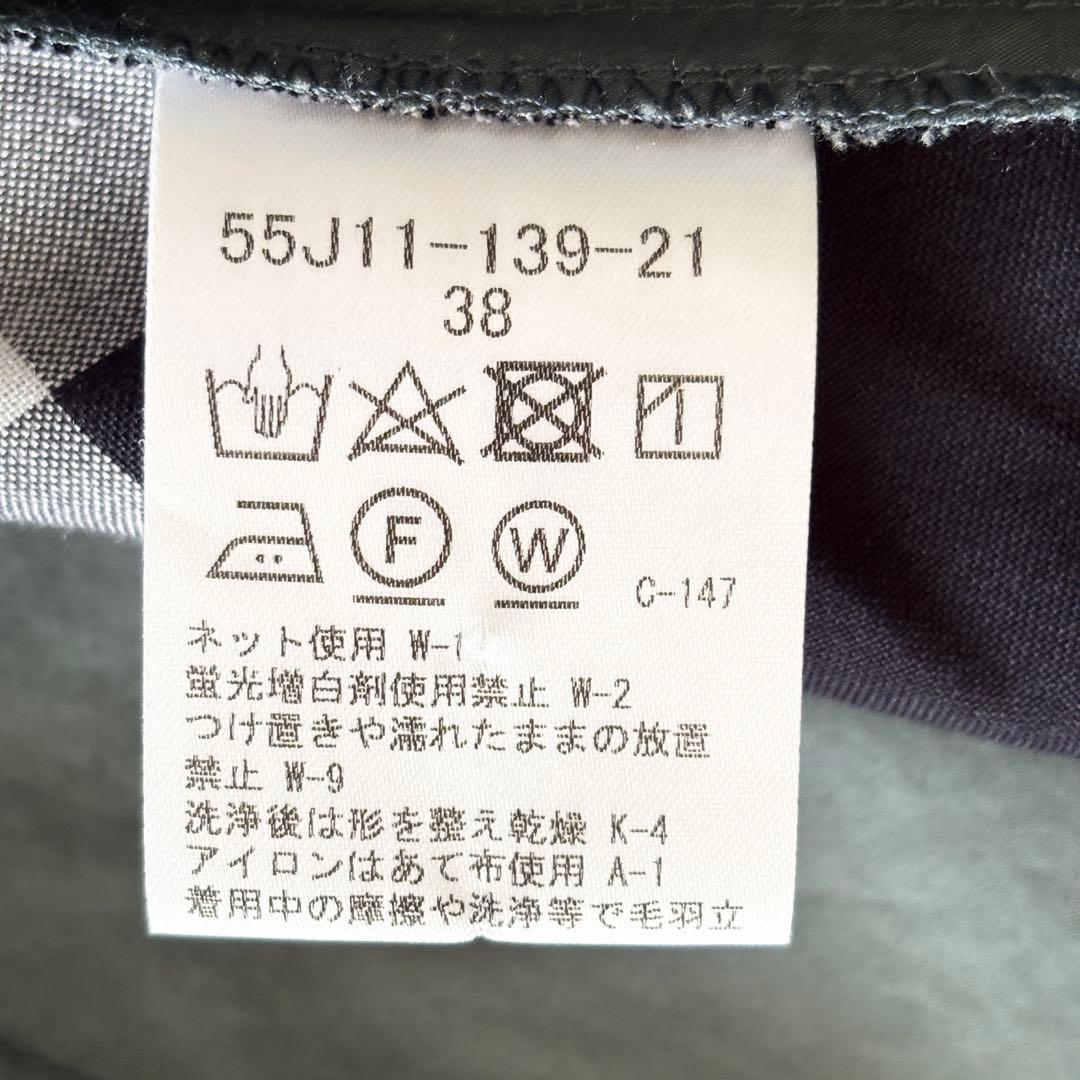 55J11-139-21
38
F W C-147
ネット使用 W-1
蛍光増白剤使用禁止 W-2
つけ置きや濡れたままの放置
禁止 W-9
洗浄後は形を整え乾燥 K-4
アイロンはあて布使用 A-1
着用中の摩擦や洗浄等で毛羽立